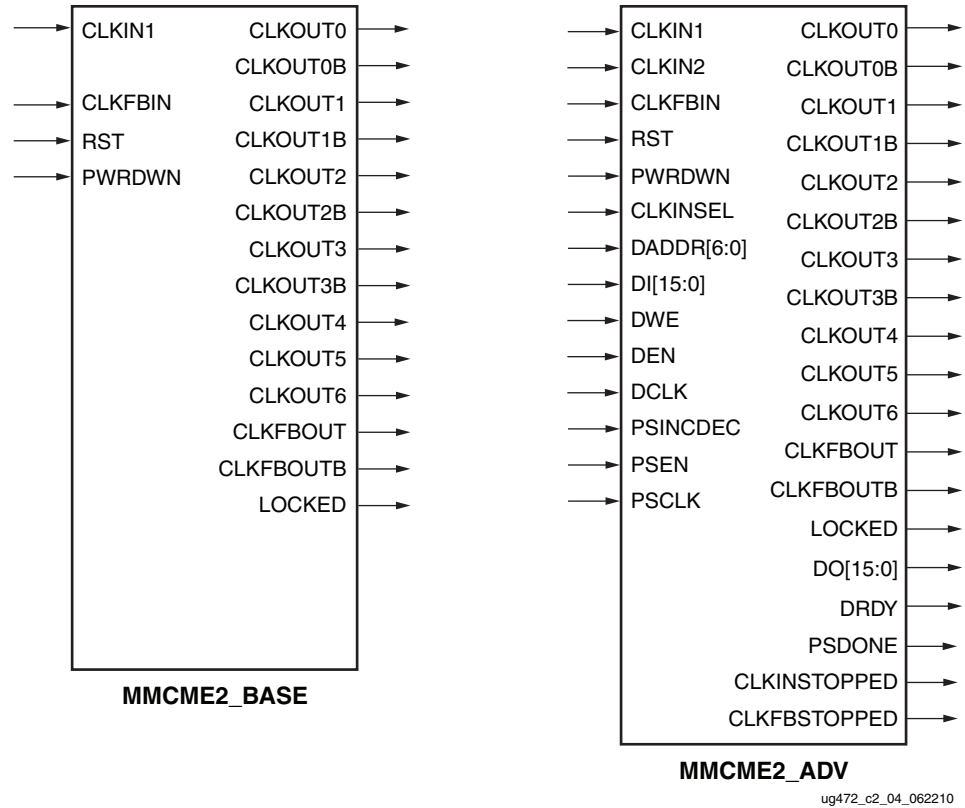 CLKIN1
CLKFBIN
RST
PWRDWN
CLKOUT0
CLKOUT0B
CLKOUT1
CLKOUT1B
CLKOUT2
CLKOUT2B
CLKOUT3
CLKOUT3B
CLKOUT4
CLKOUT5
CLKOUT6
CLKFBOUT
CLKFBOUTB
LOCKED
MMCME2_BASE
CLKIN1
CLKIN2
CLKFBIN
RST
PWRDWN
CLKINSEL
DADDR[6:0]
DI[15:0]
DWE
DEN
DCLK
PSINCDEC
PSEN
PSCLK
CLKOUT0
CLKOUT0B
CLKOUT1
CLKOUT1B
CLKOUT2
CLKOUT2B
CLKOUT3
CLKOUT3B
CLKOUT4
CLKOUT5
CLKOUT6
CLKFBOUT
CLKFBOUTB
LOCKED
DO[15:0]
DRDY
PSDONE
CLKINSTOPPED
CLKFBSTOPPED
MMCME2_ADV
ug472_c2_04_062210